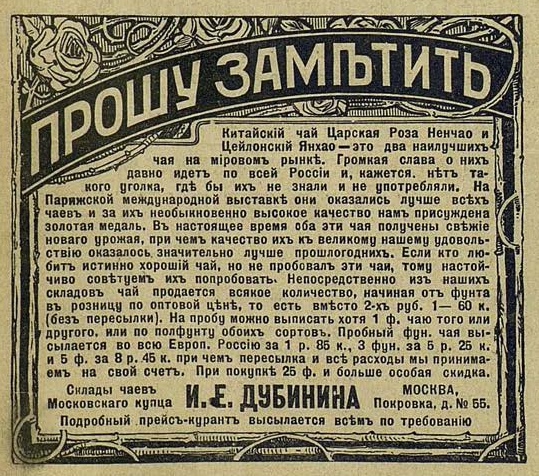 ПРОШУ ЗАМѢТИТЬ
Китайскій чай Царская Роза Ненчао и
Цейлонскій Янхао — это два наилучшихъ
чая на міровомъ рынкѣ. Громкая слава о нихъ
давно идетъ по всей Россіи и, кажется. нѣтъ та-
кого уголка, гдѣ бы ихъ не знали и не употребляли. На
Парижской международной выставкѣ они оказались лучше всѣхъ
чаевъ и за ихъ необыкновенно высокое качество намъ присуждена
золотая медаль. Въ настоящее время оба эти чая получены свѣжіе
новаго урожая, при чемъ качество ихъ къ великому нашему удоволь-
ствію оказалось значительно лучше прошлогоднихъ. Если кто лю-
битъ истинно хорошій чай, но не пробовалъ эти чаи, тому настой-
чиво совѣтуемъ ихъ попробовать. Непосредственно изъ нашихъ
складовъ чай продается всякое количество, начиная отъ фунта
въ розницу по оптовой цѣнѣ, то есть вмѣсто 2-хъ руб. 1 — 60 к.
(безъ пересылки). На пробу можно выписать хотя 1 ф. чаю того или
другого. или по полфунту обоихъ сортовъ. Пробный фун. чая вы-
сылается во всю Европ. Россію за 1 р. 85 к., 3 фун. за 5 р. 25 к.
и 5 ф. за 8 р. 45 к. при чемъ пересылка и всѣ расходы мы принима-
емъ на свой счетъ. При покупкѣ 25 ф. и больше особая скидка.
Склады чаевъ
Московскаго купца
И. Е. ДУБИНИНА
МОСКВА,
Покровка, д. № 55.
Подробный прейсъ-курантъ высылается всѣмъ по требованію